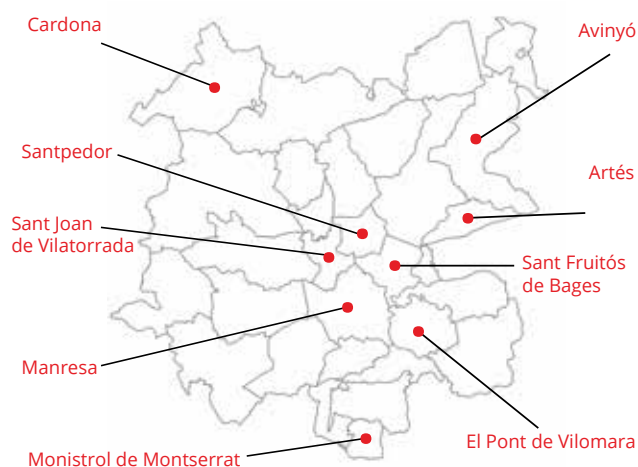 Cardona
Avinyó
Santpedor
Artés
Sant Joan
de Vilatorrada
Sant Fruitós
de Bages
Manresa
El Pont de Vilomara
Monistrol de Montserrat